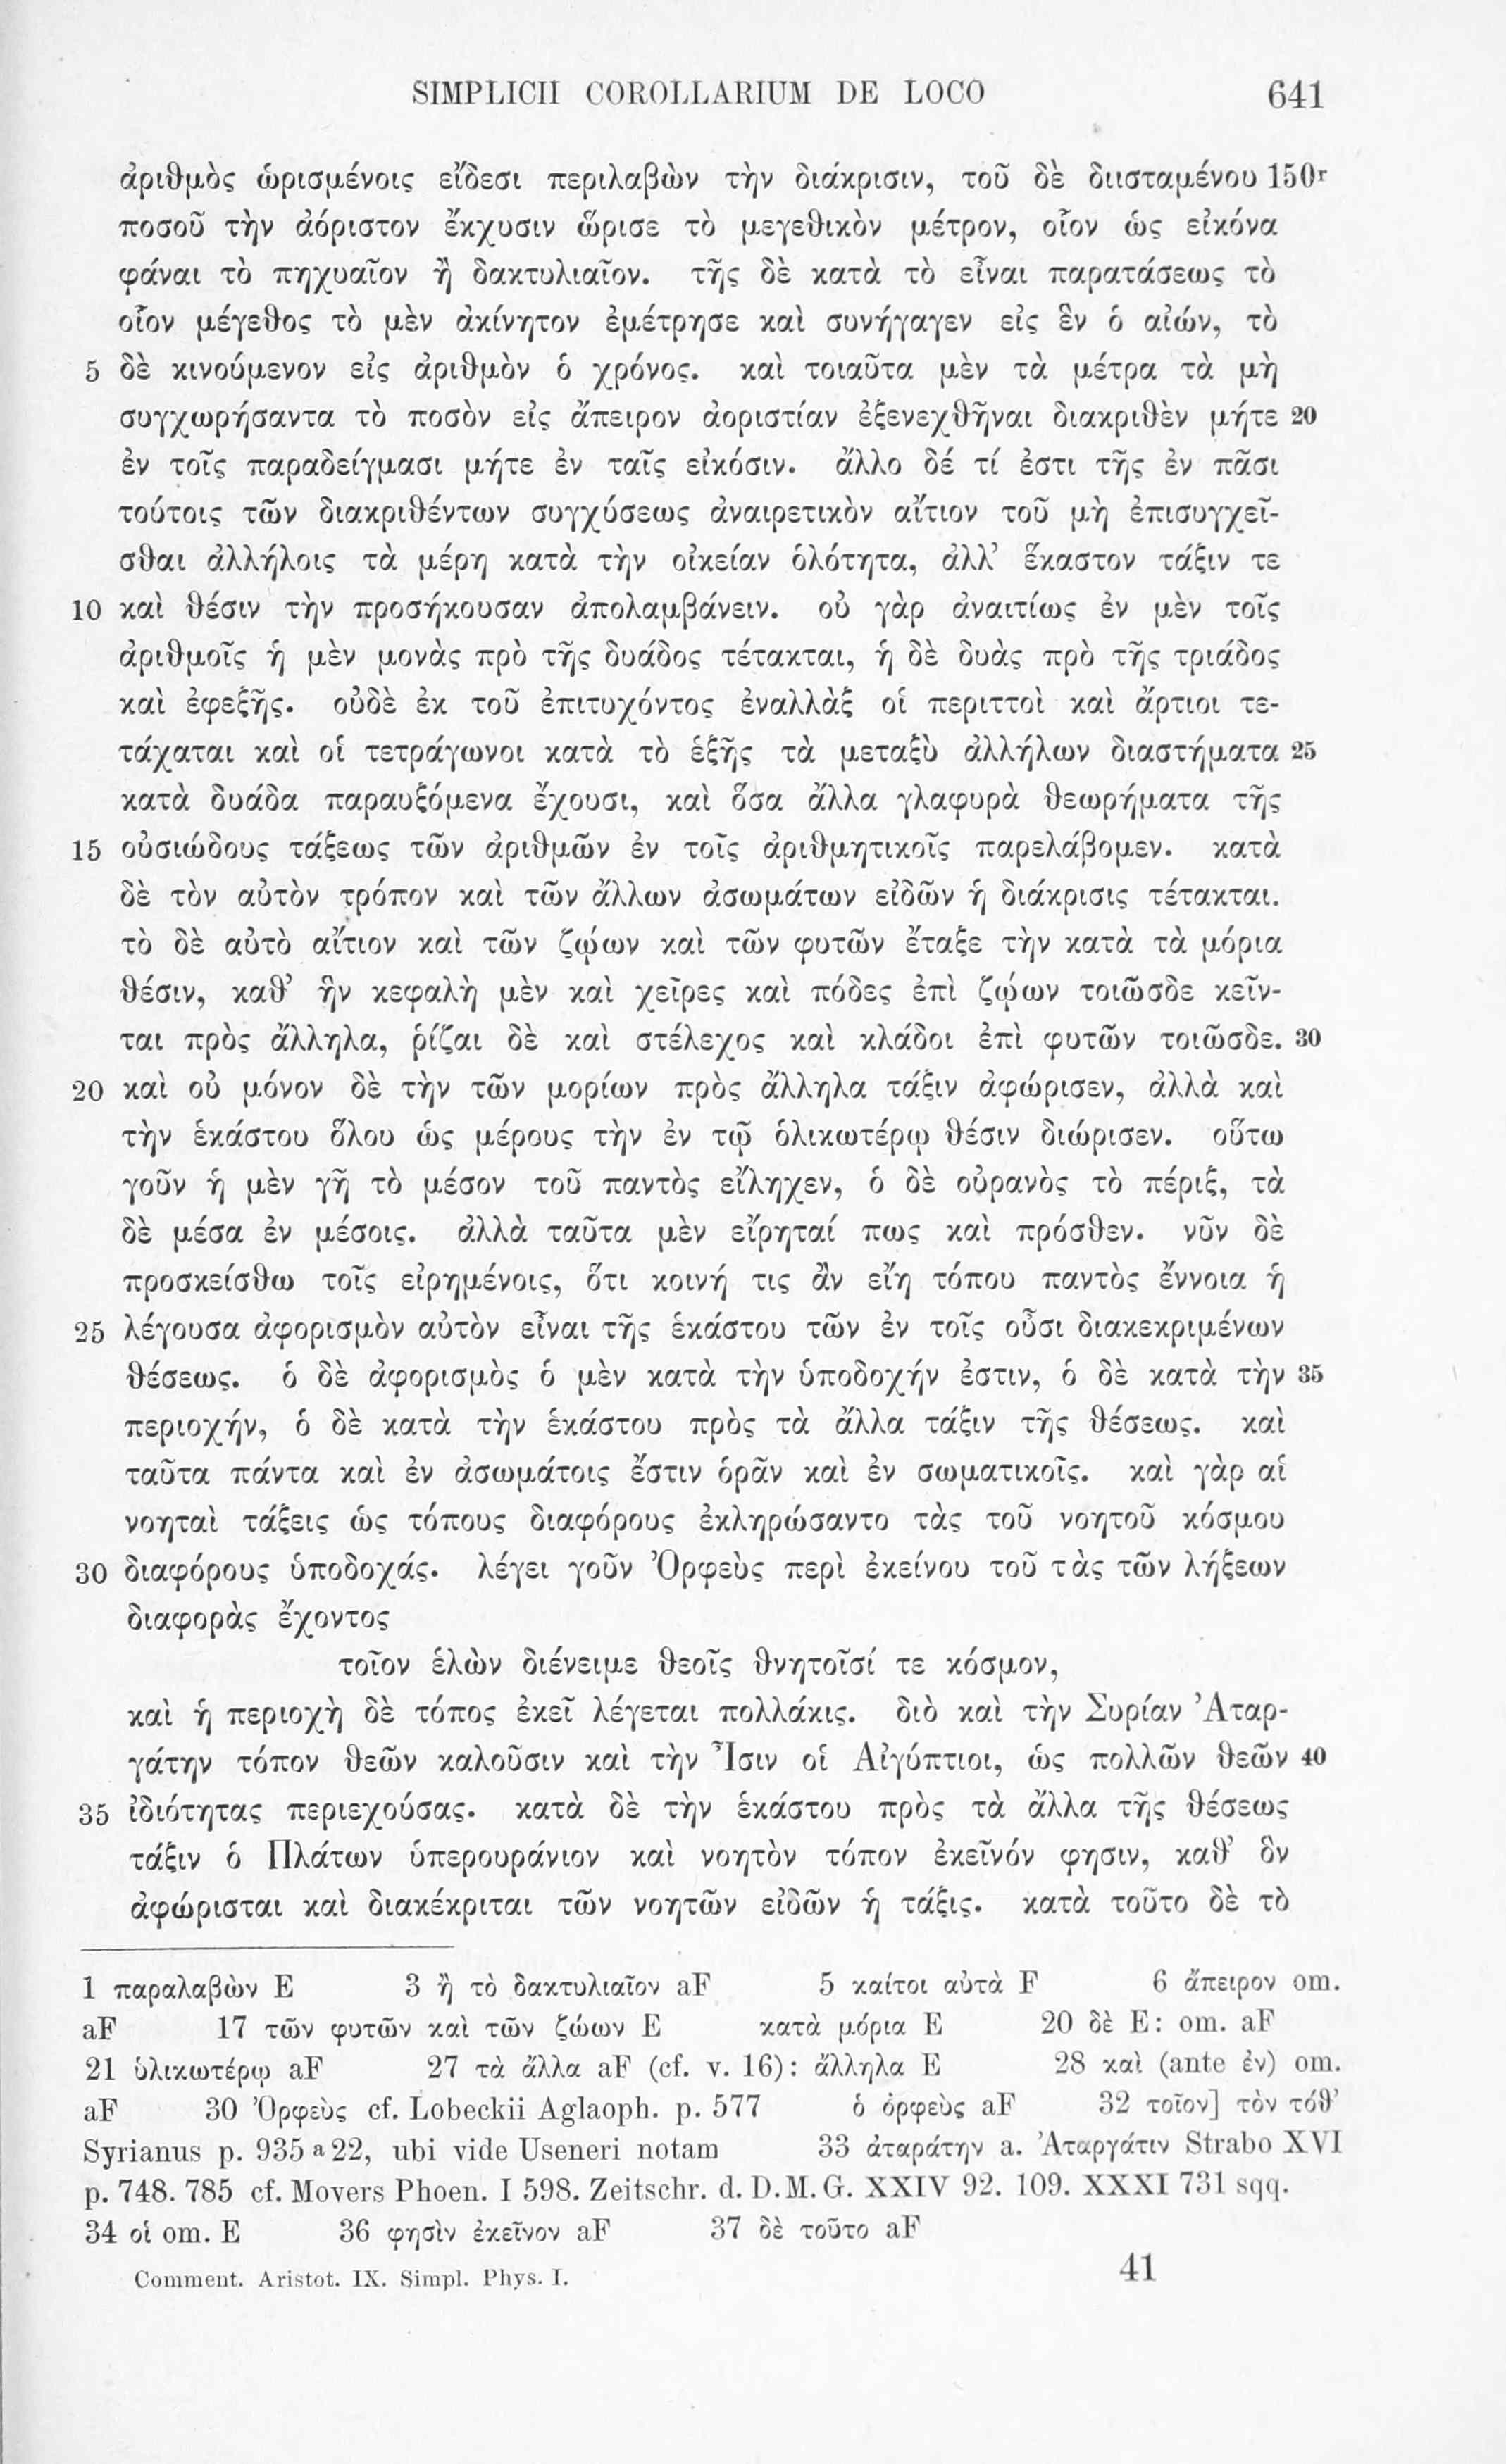 SIMPLICII COROLLARIUM DE LOCO 641
ἀριθμὸς ὡρισμένοις εἴδεσι περιλαβὼν τὴν διάκρισιν, τοῦ δὲ διισταμένου 150r
ποσοῦ τὴν ἀόριστον ἔκχυσιν ὥρισε τὸ μεγεθικὸν μέτρον, οἷον ὡς εἰκόνα
φάναι τὸ πηχυαῖον ἢ δακτυλιαῖον. τῆς δὲ κατὰ τὸ εἶναι παρατάσεως τὸ
οἷον μέγεθος τὸ μὲν ἀκίνητον ἐμέτρησε καὶ συνήγαγεν εἰς ἓν ὁ αἰών, τὸ
5 δὲ κινούμενον εἰς ἀριθμὸν ὁ χρόνος. καὶ τοιαῦτα μὲν τὰ μέτρα τὰ μὴ
συγχωρήσαντα τὸ ποσὸν εἰς ἄπειρον ἀοριστίαν ἐξενεχθῆναι διακριθὲν μήτε 20
ἐν τοῖς παραδείγμασι μήτε ἐν ταῖς εἰκόσιν. ἄλλο δέ τί ἐστι τῆς ἐν πᾶσι
τούτοις τῶν διακριθέντων συγχύσεως ἀναιρετικὸν αἴτιον τοῦ μὴ ἐπισυγχεῖ-
σθαι ἀλλήλοις τὰ μέρη κατὰ τὴν οἰκείαν ὁλότητα, ἀλλ’ ἕκαστον τάξιν τε
10 καὶ θέσιν τὴν προσήκουσαν ἀπολαμβάνειν. οὐ γὰρ ἀναιτίως ἐν μὲν τοῖς
ἀριθμοῖς ἡ μὲν μονὰς πρὸ τῆς δυάδος τέτακται, ἡ δὲ δυὰς πρὸ τῆς τριάδος
καὶ ἐφεξῆς. οὐδὲ ἐκ τοῦ ἐπιτυχόντος ἐναλλὰξ οἱ περιττοὶ καὶ ἄρτιοι τε-
τάχαται καὶ οἱ τετράγωνοι κατὰ τὸ ἑξῆς τὰ μεταξὺ ἀλλήλων διαστήματα 25
κατὰ δυάδα παραυξόμενα ἔχουσι, καὶ ὅσα ἄλλα γλαφυρὰ θεωρήματα τῆς
15 οὐσιώδους τάξεως τῶν ἀριθμῶν ἐν τοῖς ἀριθμητικοῖς παρελάβομεν. κατὰ
δὲ τὸν αὐτὸν τρόπον καὶ τῶν ἄλλων ἀσωμάτων εἰδῶν ἡ διάκρισις τέτακται.
τὸ δὲ αὐτὸ αἴτιον καὶ τῶν ζῴων καὶ τῶν φυτῶν ἔταξε τὴν κατὰ τὰ μόρια
θέσιν, καθ’ ἣν κεφαλὴ μὲν καὶ χεῖρες καὶ πόδες ἐπὶ ζῴων τοιῶσδε κεῖν-
ται πρὸς ἄλληλα, ῥίζαι δὲ καὶ στέλεχος καὶ κλάδοι ἐπὶ φυτῶν τοιῶσδε. 30
20 καὶ οὐ μόνον δὲ τὴν τῶν μορίων πρὸς ἄλληλα τάξιν ἀφώρισεν, ἀλλὰ καὶ
τὴν ἑκάστου ὅλου ὡς μέρους τὴν ἐν τῷ ὁλικωτέρῳ θέσιν διώρισεν. οὕτω
γοῦν ἡ μὲν γῆ τὸ μέσον τοῦ παντὸς εἴληχεν, ὁ δὲ οὐρανὸς τὸ πέριξ, τὰ
δὲ μέσα ἐν μέσοις. ἀλλὰ ταῦτα μὲν εἴρηταί πως καὶ πρόσθεν. νῦν δὲ
προσκείσθω τοῖς εἰρημένοις, ὅτι κοινή τις ἂν εἴη τόπου παντὸς ἔννοια ἡ
25 λέγουσα ἀφορισμὸν αὐτὸν εἶναι τῆς ἑκάστου τῶν ἐν τοῖς οὖσι διακεκριμένων
θέσεως. ὁ δὲ ἀφορισμὸς ὁ μὲν κατὰ τὴν ὑποδοχήν ἐστιν, ὁ δὲ κατὰ τὴν 35
περιοχήν, ὁ δὲ κατὰ τὴν ἑκάστου πρὸς τὰ ἄλλα τάξιν τῆς θέσεως. καὶ
ταῦτα πάντα καὶ ἐν ἀσωμάτοις ἔστιν ὁρᾶν καὶ ἐν σωματικοῖς. καὶ γὰρ αἱ
νοηταὶ τάξεις ὡς τόπους διαφόρους ἐκληρώσαντο τὰς τοῦ νοητοῦ κόσμου
30 διαφόρους ὑποδοχάς. λέγει γοῦν Ὀρφεὺς περὶ ἐκείνου τοῦ τὰς τῶν λήξεων
διαφορὰς ἔχοντος
τοῖον ἑλὼν διένειμε θεοῖς θνητοῖσί τε κόσμον,
καὶ ἡ περιοχὴ δὲ τόπος ἐκεῖ λέγεται πολλάκις. διὸ καὶ τὴν Συρίαν Ἀταρ-
γάτην τόπον θεῶν καλοῦσιν καὶ τὴν Ἶσιν οἱ Αἰγύπτιοι, ὡς πολλῶν θεῶν 40
35 ἰδιότητας περιεχούσας. κατὰ δὲ τὴν ἑκάστου πρὸς τὰ ἄλλα τῆς θέσεως
τάξιν ὁ Πλάτων ὑπερουράνιον καὶ νοητὸν τόπον ἐκεῖνόν φησιν, καθ’ ὃν
ἀφώρισται καὶ διακέκριται τῶν νοητῶν εἰδῶν ἡ τάξις. κατὰ τοῦτο δὲ τὸ
1 παραλαβὼν E 3 ἢ τὸ δακτυλιαῖον aF 5 καίτοι αὐτὰ F 6 ἄπειρον om.
aF 17 τῶν φυτῶν καὶ τῶν ζώων E κατὰ μόρια E 20 δὲ E: om. aF
21 ὑλικωτέρῳ aF 27 τὰ ἄλλα aF (cf. v. 16): ἄλληλα E 28 καὶ (ante ἐν) om.
aF 30 Ὀρφεὺς cf. Lobeckii Aglaoph. p. 577 ὁ ὀρφεὺς aF 32 τοῖον] τὸν τόθ’
Syrianus p. 935 a 22, ubi vide Useneri notam 33 ἀταράτην a. Ἀταργάτιν Strabo XVI
p. 748. 785 cf. Movers Phoen. I 598. Zeitschr. d. D.M.G. XXIV 92. 109. XXXI 731 sqq.
34 οἱ om. E 36 φησὶν ἐκεῖνον aF 37 δὲ τοῦτο aF
Comment. Aristot. IX. Simpl. Phys. I. 41